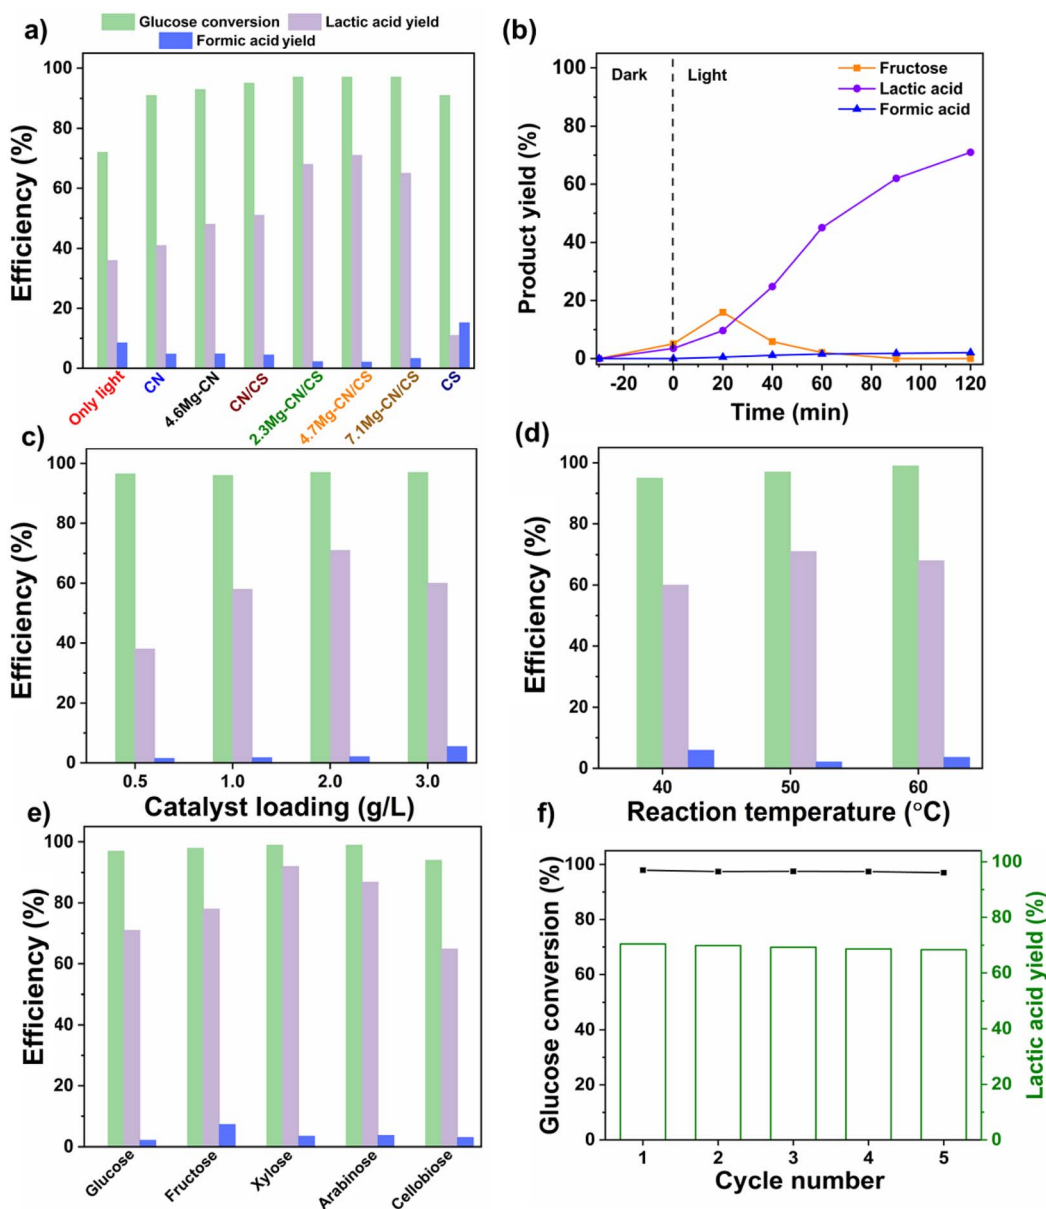 a)
Glucose conversion
Lactic acid yield
Formic acid yield
Efficiency (%)
100
80
60
40
20
0
Only light
CN
4.6Mg-CN
CN/CS
2.3Mg-CN/CS
4.7Mg-CN/CS
7.1Mg-CN/CS
CS
(b)
Dark
Light
Fructose
Lactic acid
Formic acid
Product yield (%)
100
80
60
40
20
0
-20 0 20 40 60 80 100 120
Time (min)
c)
Efficiency (%)
100
80
60
40
20
0
0.5 1.0 2.0 3.0
Catalyst loading (g/L)
(d)
Efficiency (%)
100
80
60
40
20
0
40 50 60
Reaction temperature (°C)
e)
Efficiency (%)
100
80
60
40
20
0
Glucose
Fructose
Xylose
Arabinose
Cellobiose
f)
Glucose conversion (%)
100
80
60
40
20
0
1 2 3 4 5
Cycle number
100
80
60
40
20
0
Lactic acid yield (%)